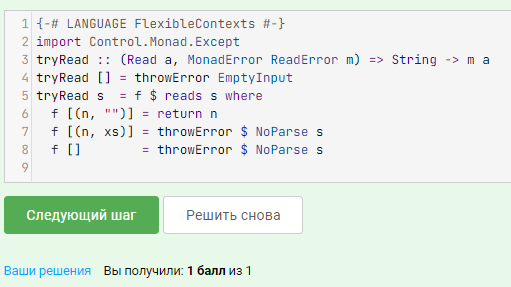 1 {-# LANGUAGE FlexibleContexts #-}
2 import Control.Monad.Except
3 tryRead :: (Read a, MonadError ReadError m) => String -> m a
4 tryRead [] = throwError EmptyInput
5 tryRead s  = f $ reads s where
6   f [(n, "")] = return n
7   f [(n, xs)] = throwError $ NoParse s
8   f []        = throwError $ NoParse s
9
Следующий шаг Решить снова
Ваши решения Вы получили: 1 балл из 1